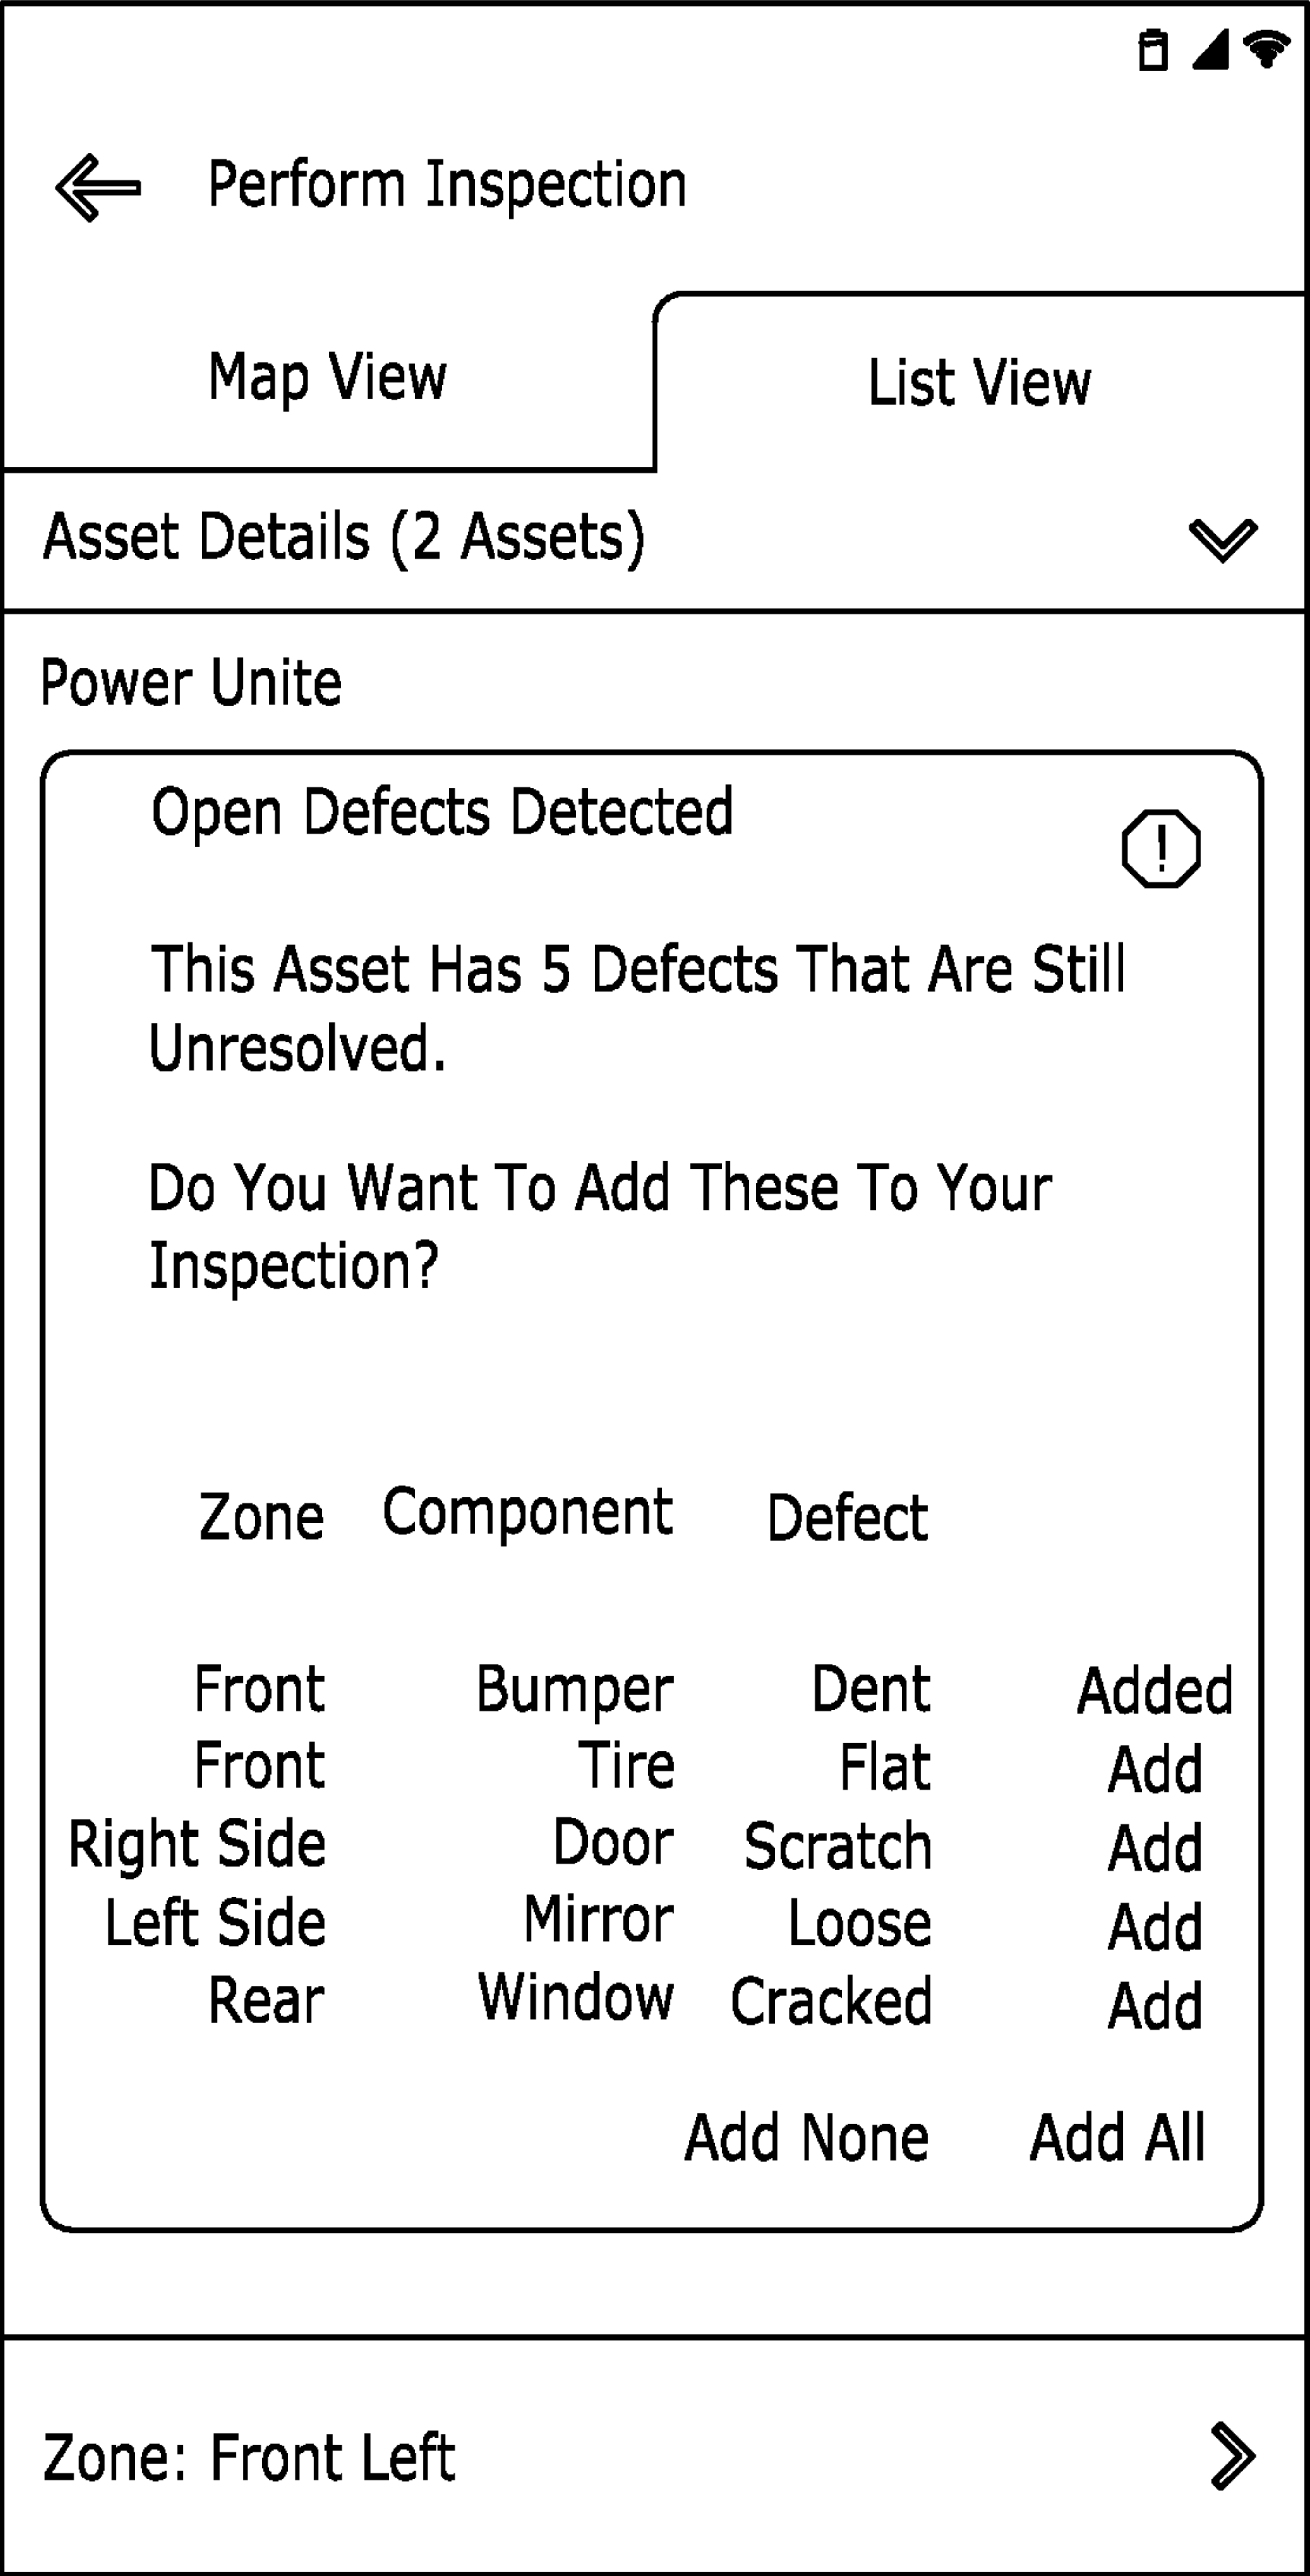 Perform Inspection
Map View
List View
Asset Details (2 Assets)
Power Unite
Open Defects Detected
!
This Asset Has 5 Defects That Are Still
Unresolved.
Do You Want To Add These To Your
Inspection?
Zone Component Defect
Front Bumper Dent Added
Front Tire Flat Add
Right Side Door Scratch Add
Left Side Mirror Loose Add
Rear Window Cracked Add
Add None Add All
Zone: Front Left